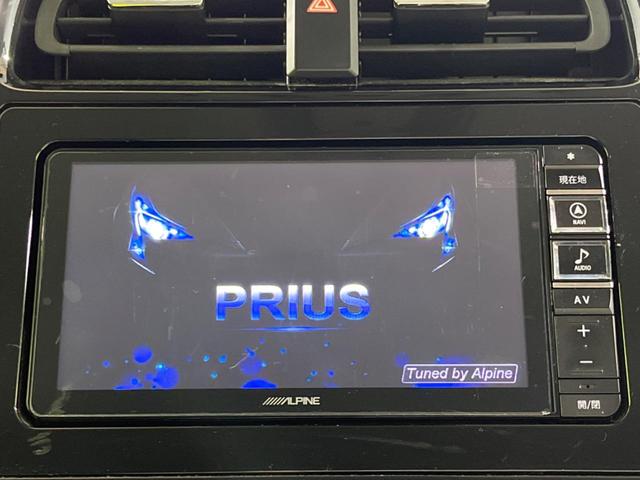 現在地
NAVI
AUDIO
AV
+
−
開/閉
PRIUS
Tuned by Alpine
ALPINE